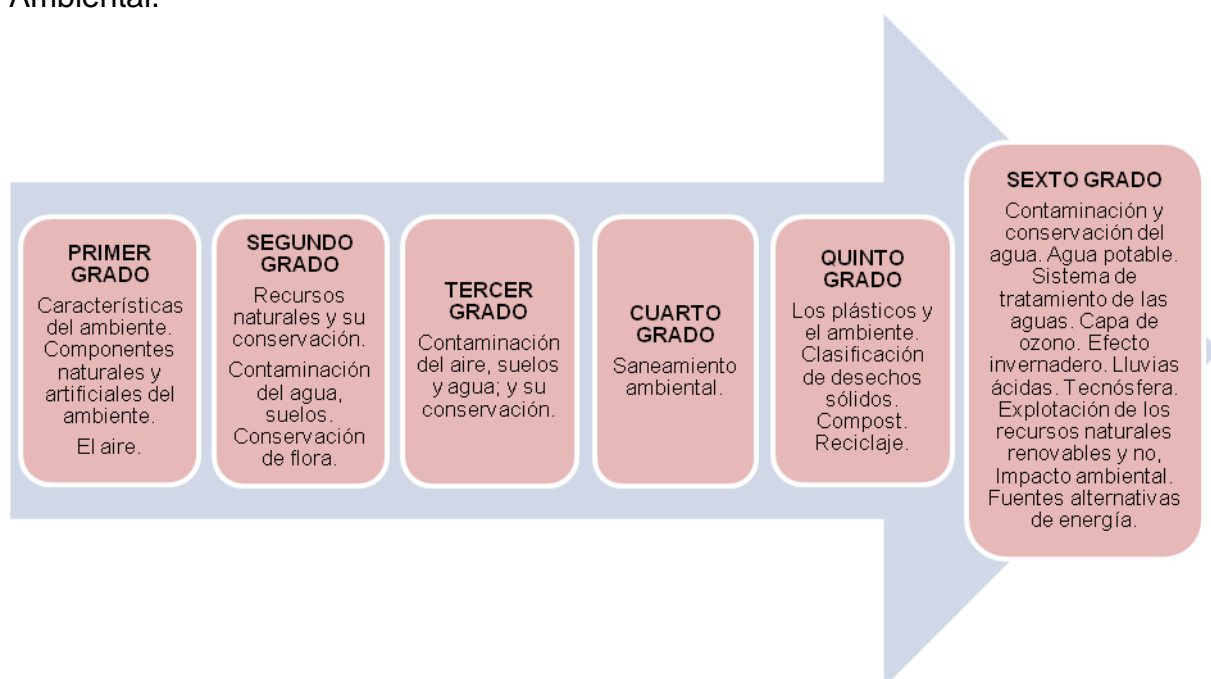 Ambiental.
PRIMER
GRADO
Características
del ambiente.
Componentes
naturales y
artificiales del
ambiente.
El aire.
SEGUNDO
GRADO
Recursos
naturales y su
conservación.
Contaminación
del agua,
suelos.
Conservación
de flora.
TERCER
GRADO
Contaminación
del aire, suelos
y agua; y su
conservación.
CUARTO
GRADO
Saneamiento
ambiental.
QUINTO
GRADO
Los plásticos y
el ambiente.
Clasificación
de desechos
sólidos.
Compost.
Reciclaje.
SEXTO GRADO
Contaminación y
conservación del
agua. Agua potable.
Sistema de
tratamiento de las
aguas. Capa de
ozono. Efecto
invernadero. Lluvias
ácidas. Tecnósfera.
Explotación de los
recursos naturales
renovables y no,
Impacto ambiental.
Fuentes alternativas
de energía.